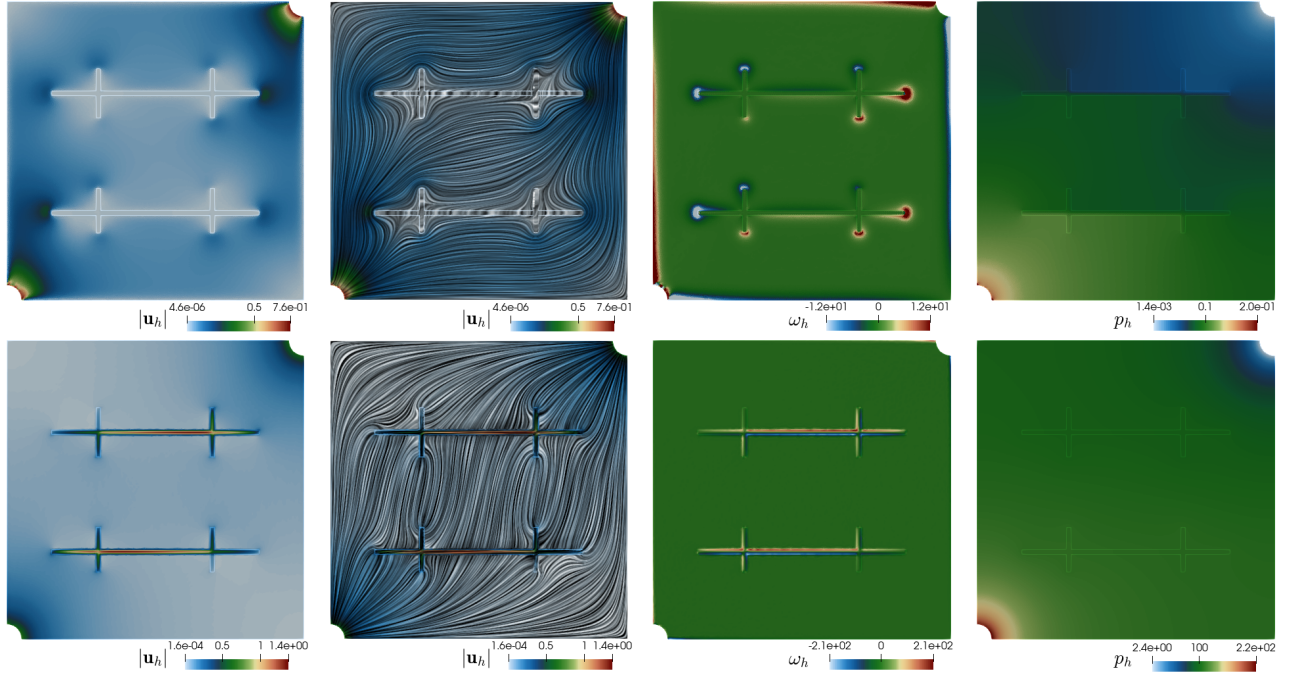 4.6e-06 0.5 7.6e-01
|u_h|
4.6e-06 0.5 7.6e-01
|u_h|
-1.2e+01 0 1.2e+01
ω_h
1.4e-03 0.1 2.0e-01
p_h
1.6e-04 0.5 1 1.4e+00
|u_h|
1.6e-04 0.5 1 1.4e+00
|u_h|
-2.1e+02 0 2.1e+02
ω_h
2.4e+00 100 2.2e+02
p_h